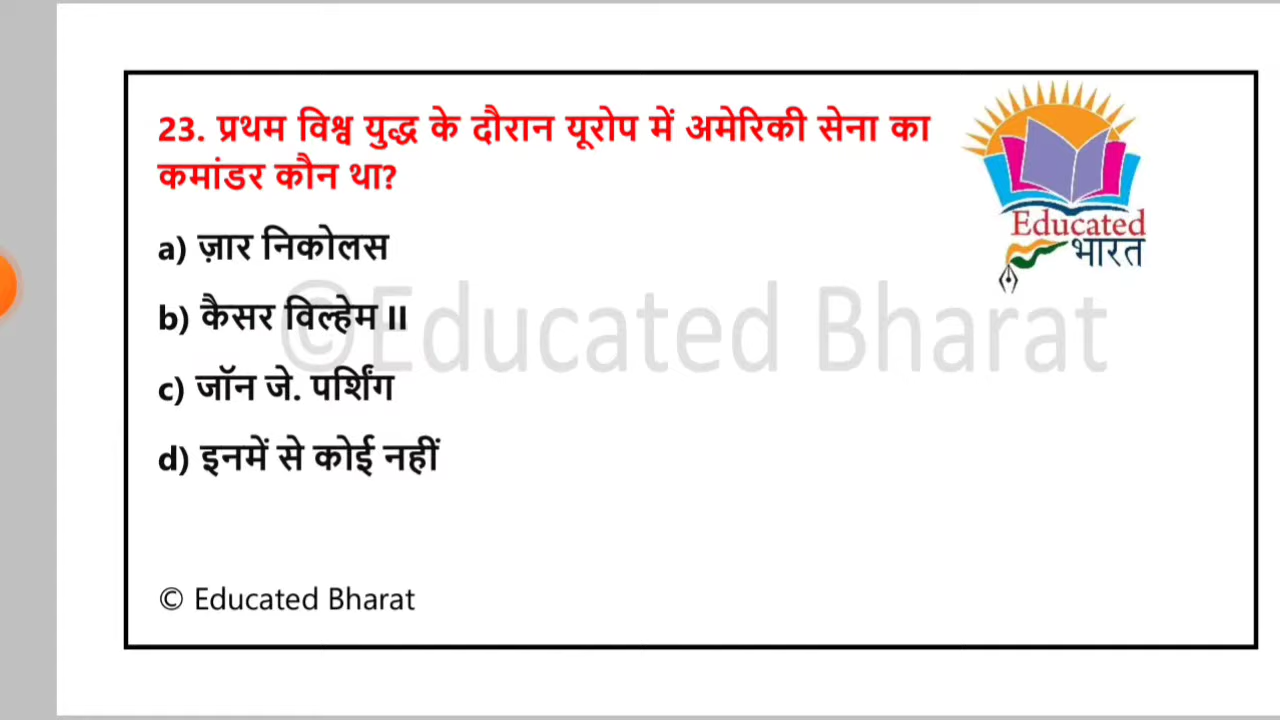 23. प्रथम विश्व युद्ध के दौरान यूरोप में अमेरिकी सेना का
कमांडर कौन था?
a) ज़ार निकोलस
b) कैसर विल्हेम II
c) जॉन जे. पर्शिंग
d) इनमें से कोई नहीं
© Educated Bharat
Educated
भारत
©Educated Bharat